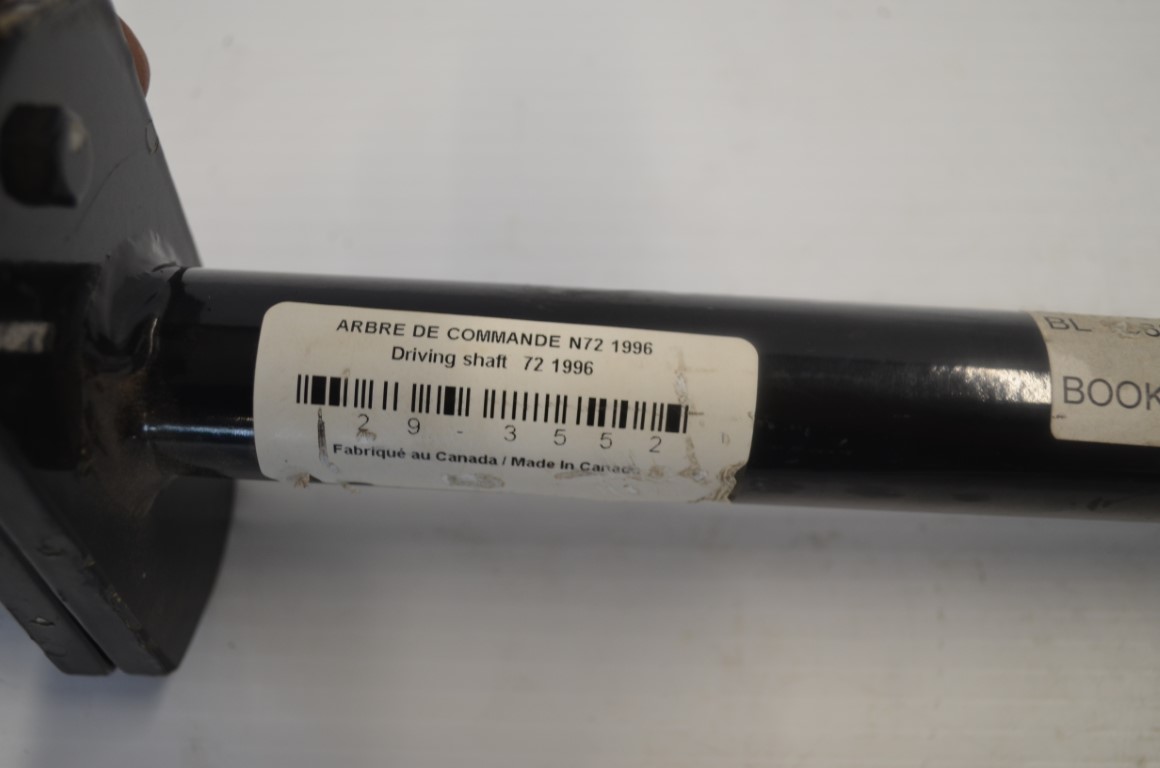 ARBRE DE COMMANDE N72 1996
Driving shaft 72 1996
29-3552
Fabriqué au Canada / Made In Canada
BL
BOOK